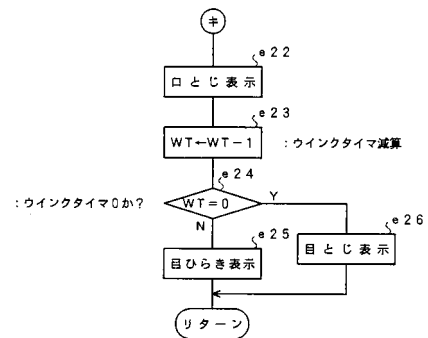 キ
e22
口とじ表示
e23
WT←WT－1 :ウインクタイマ減算
e24
:ウインクタイマ0か? WT=0 Y
N
e25
目ひらき表示
e26
目とじ表示
リターン